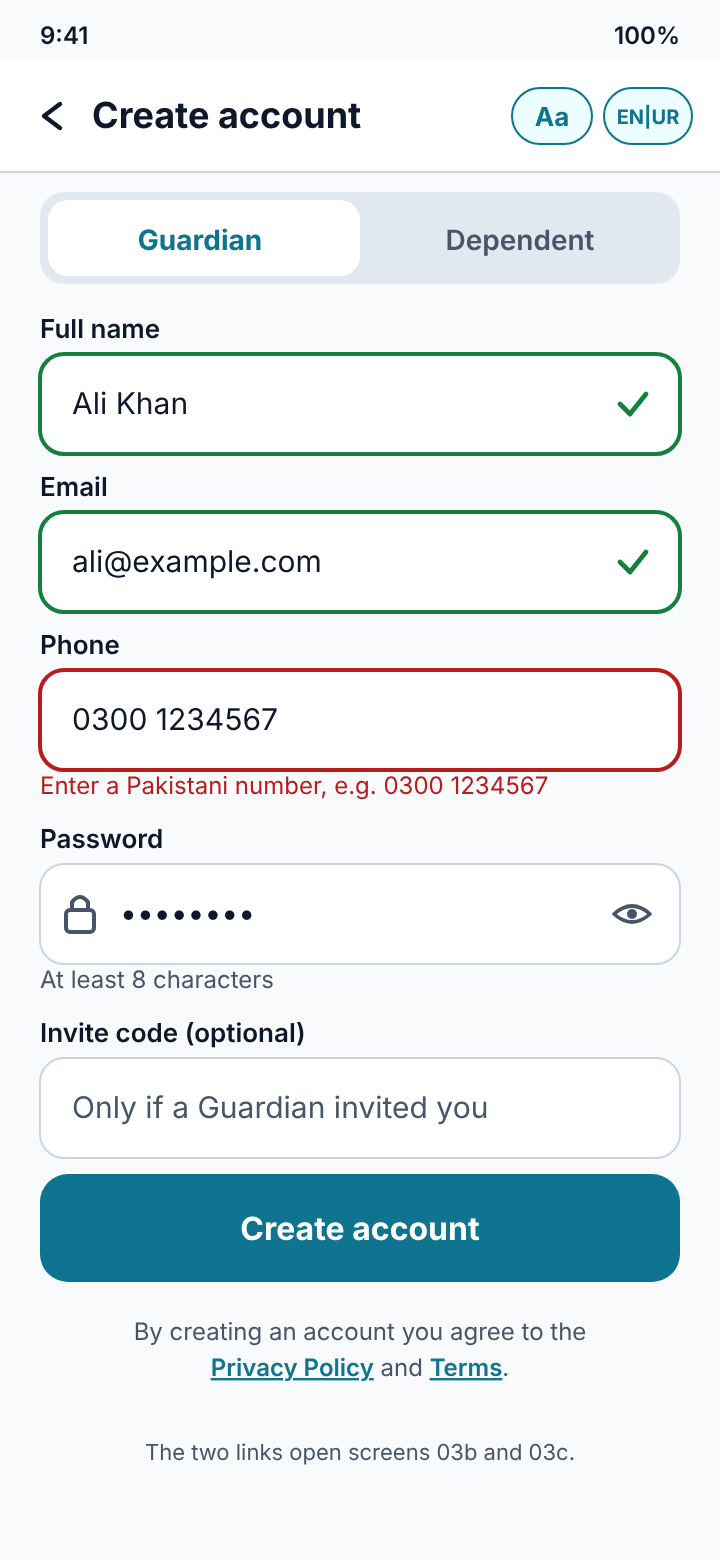 9:41
100%
Create account
Aa
EN|UR
Guardian
Dependent
Full name
Ali Khan
Email
ali@example.com
Phone
0300 1234567
Enter a Pakistani number, e.g. 0300 1234567
Password
••••••••
At least 8 characters
Invite code (optional)
Only if a Guardian invited you
Create account
By creating an account you agree to the
Privacy Policy and Terms.
The two links open screens 03b and 03c.